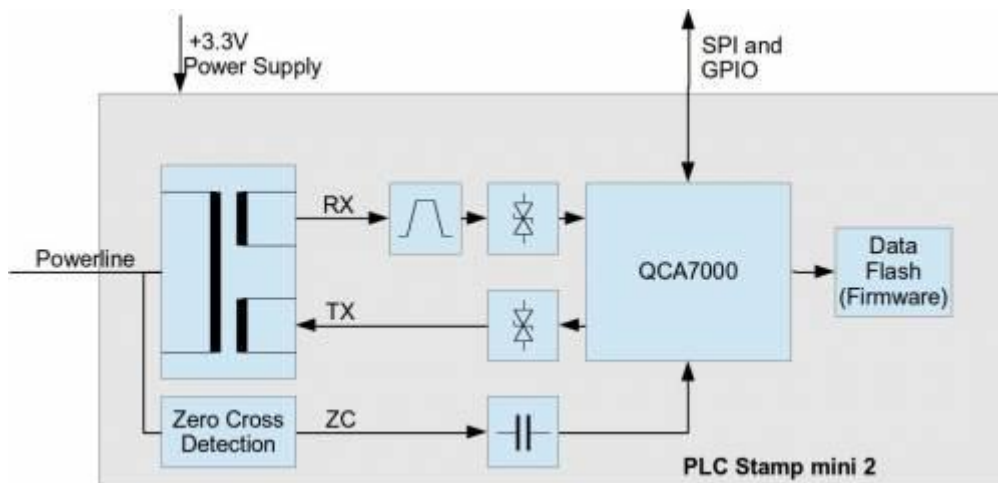 +3.3V
Power Supply
SPI and
GPIO
RX
Powerline
QCA7000
Data
Flash
(Firmware)
TX
Zero Cross
Detection
ZC
PLC Stamp mini 2